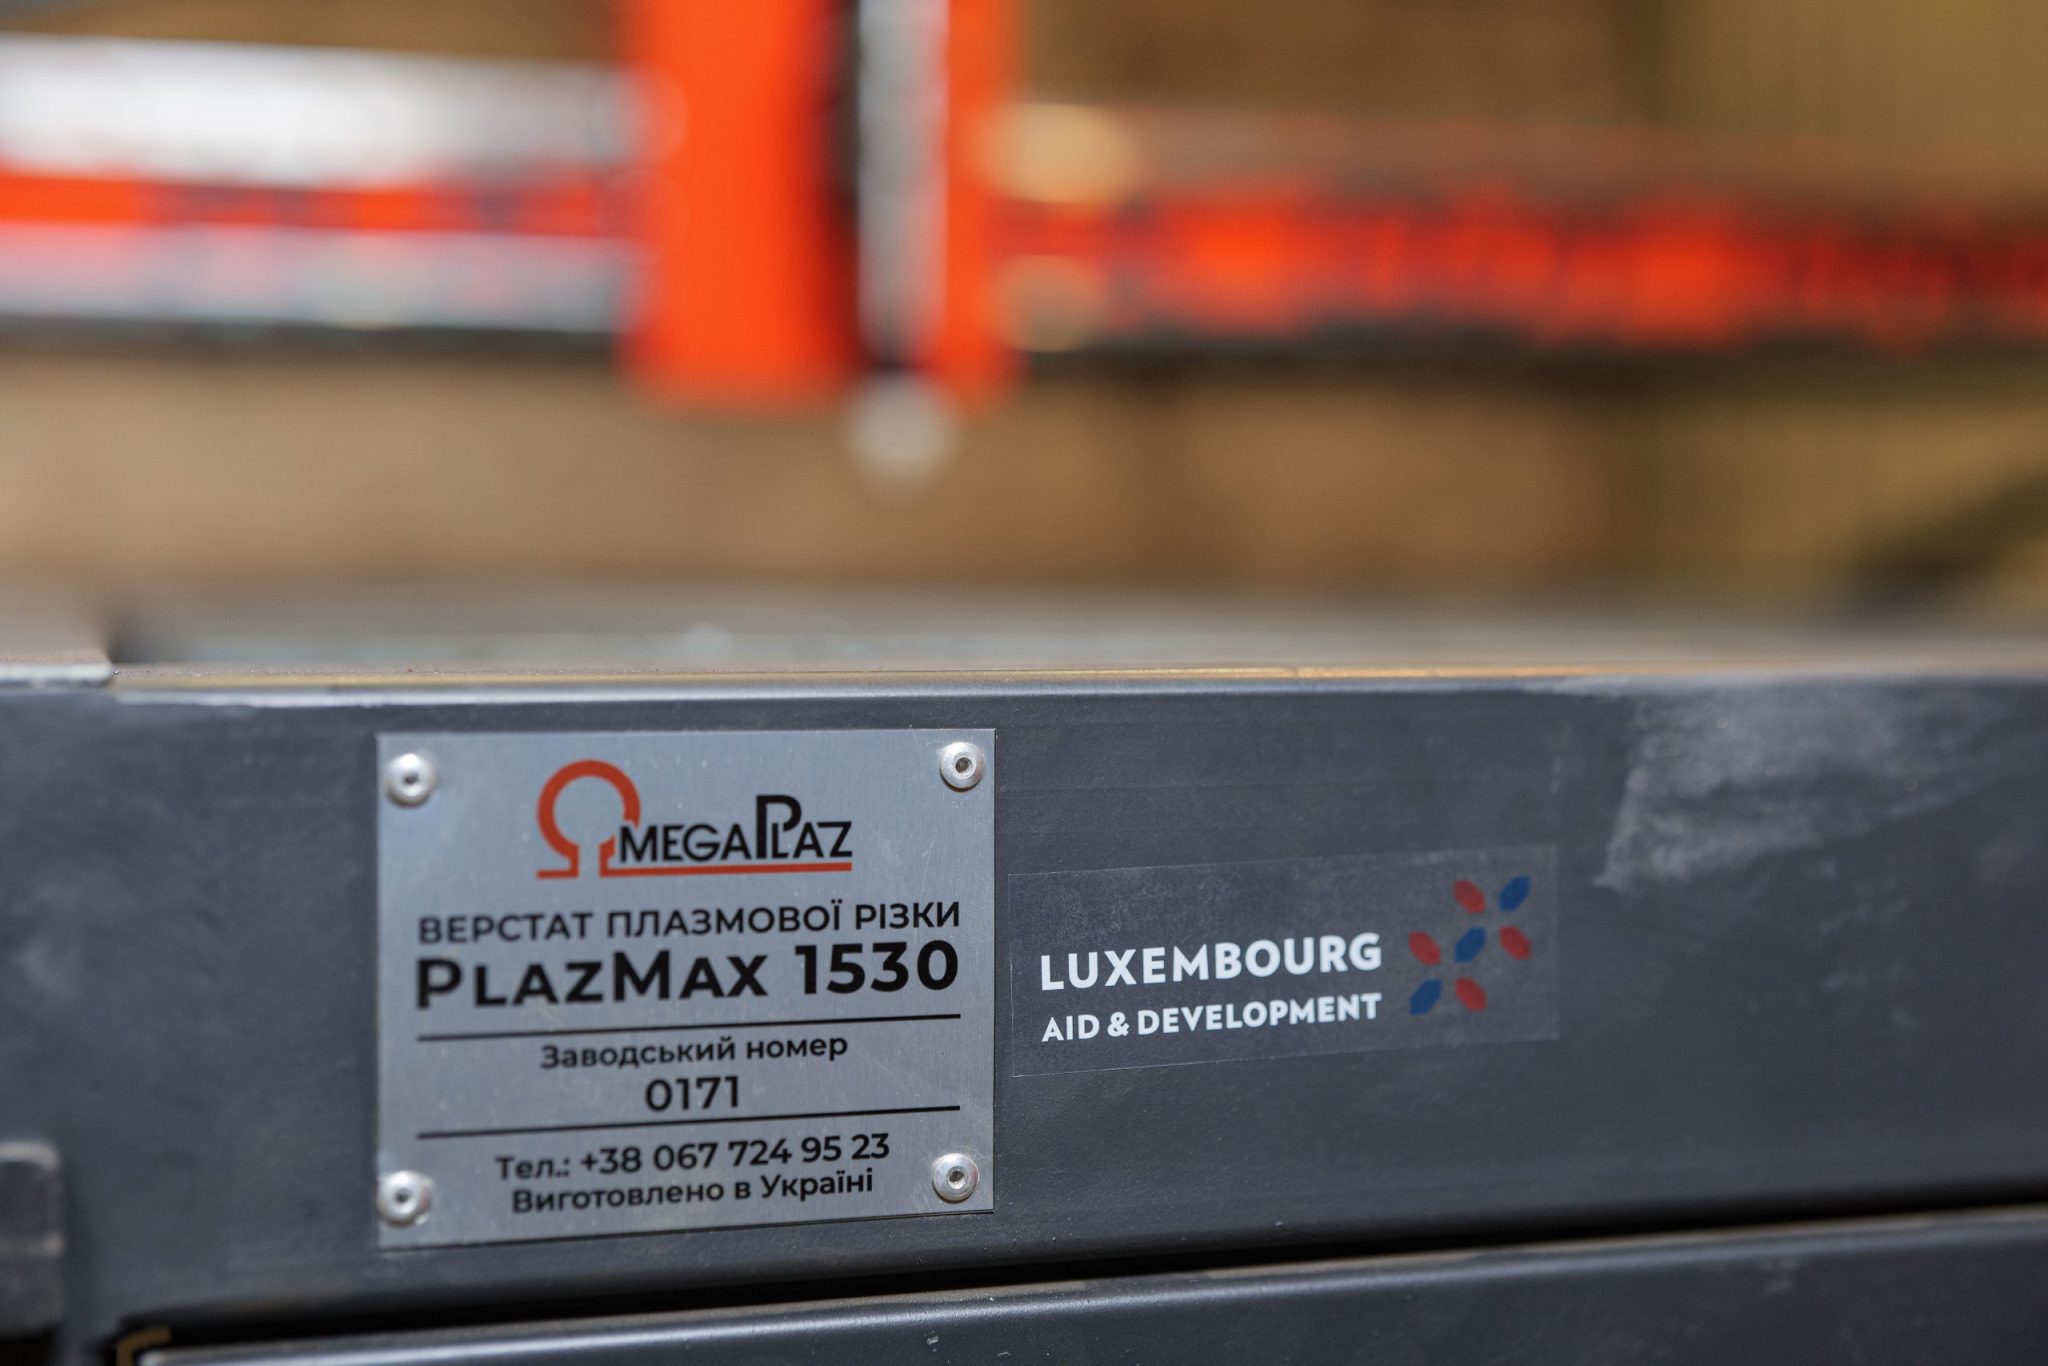 OMEGAPLAZ
ВЕРСТАТ ПЛАЗМОВОЇ РІЗКИ
PLAZMAX 1530
Заводський номер
0171
Тел.: +38 067 724 95 23
Виготовлено в Україні
LUXEMBOURG
AID & DEVELOPMENT